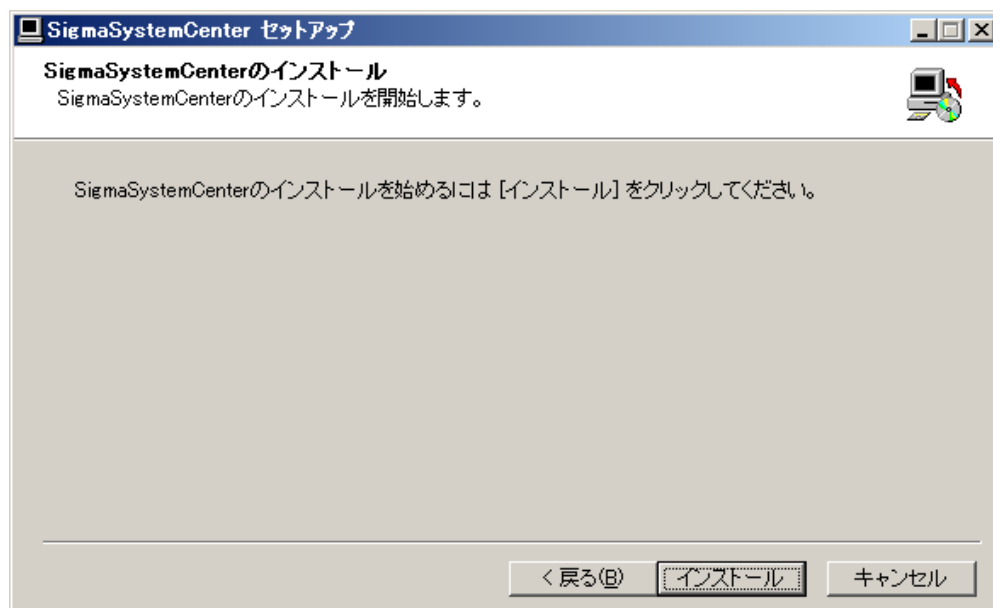 SigmaSystemCenter セットアップ
SigmaSystemCenterのインストール
SigmaSystemCenterのインストールを開始します。
SigmaSystemCenterのインストールを始めるには [インストール] をクリックしてください。
< 戻る(B)
インストール
キャンセル